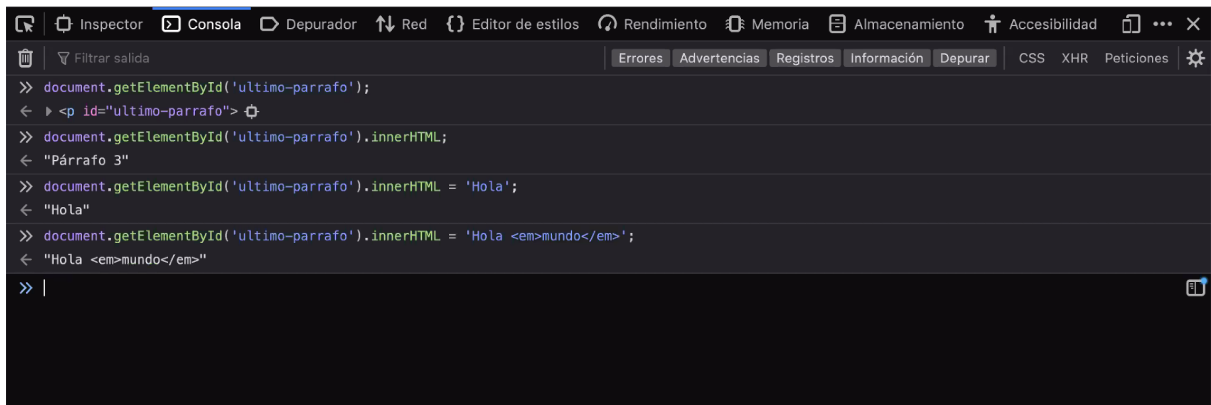 Inspector Consola Depurador Red Editor de estilos Rendimiento Memoria Almacenamiento Accesibilidad
Filtrar salida Errores Advertencias Registros Información Depurar CSS XHR Peticiones
document.getElementById('ultimo-parrafo');
<p id="ultimo-parrafo">
document.getElementById('ultimo-parrafo').innerHTML;
"Párrafo 3"
document.getElementById('ultimo-parrafo').innerHTML = 'Hola';
"Hola"
document.getElementById('ultimo-parrafo').innerHTML = 'Hola <em>mundo</em>';
"Hola <em>mundo</em>"